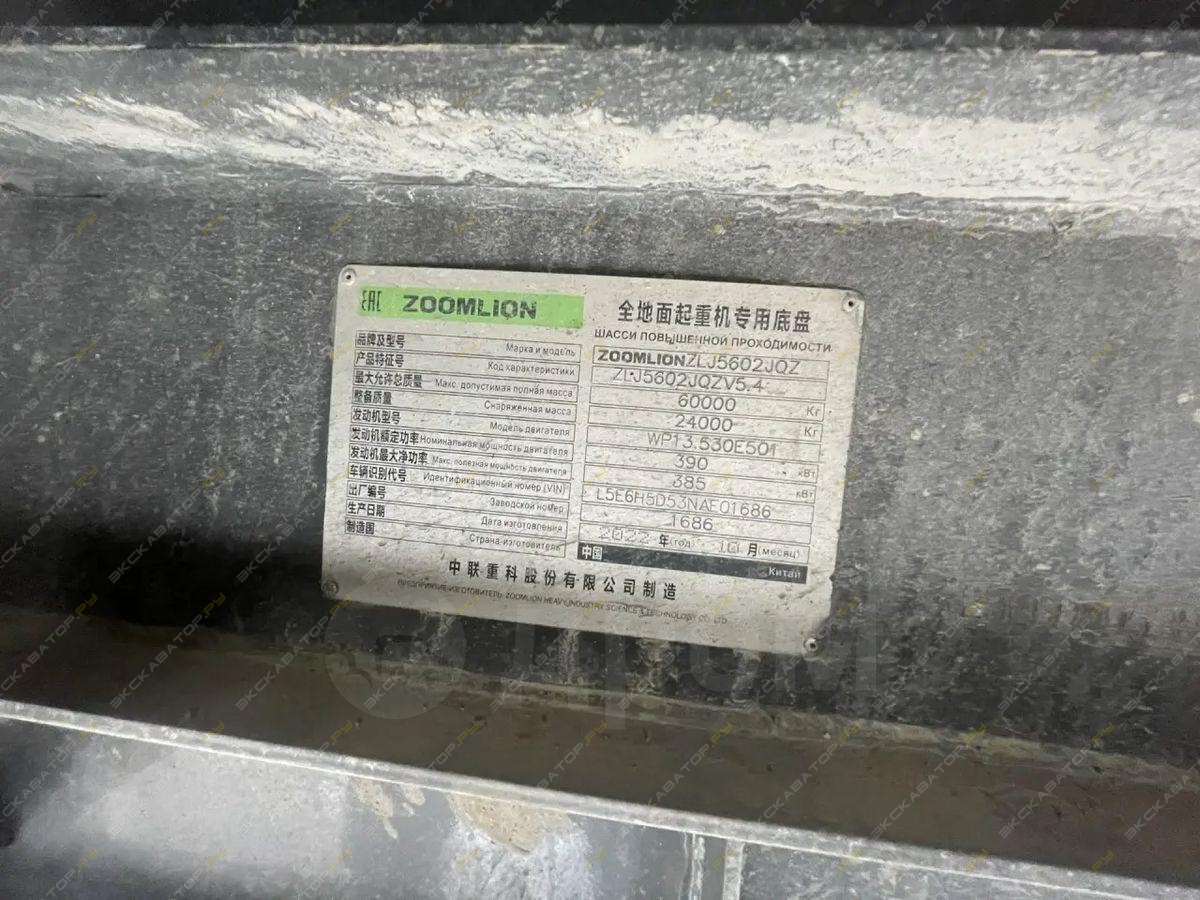 EAC ZOOMLION
全地面起重机专用底盘
ШАССИ ПОВЫШЕННОЙ ПРОХОДИМОСТИ
品牌及型号 Марка и модель ZOOMLIONZLJ5602JQZ
产品特征号 Код характеристики ZLJ5602JQZV5.4
最大允许总质量 Макс. допустимая полная масса 60000 Кг
整备质量 Снаряженная масса 24000 Кг
发动机型号 Модель двигателя WP13.530E501
发动机额定功率 Номинальная мощность двигателя 390 кВт
发动机最大净功率 Макс. полезная мощность двигателя 385 кВт
车辆识别代号 Идентификационный номер (VIN) L5E6H5D53NAE01686
出厂编号 Заводской номер 1686
生产日期 Дата изготовления 2022 年(год) 10 月(месяц)
制造国 Страна-изготовитель 中国 Китай
中联重科股份有限公司制造
ПРЕДПРИЯТИЕ-ИЗГОТОВИТЕЛЬ: ZOOMLION HEAVY INDUSTRY SCIENCE & TECHNOLOGY CO., LTD.
ЭКСКАВАТОР.РУ
Дром